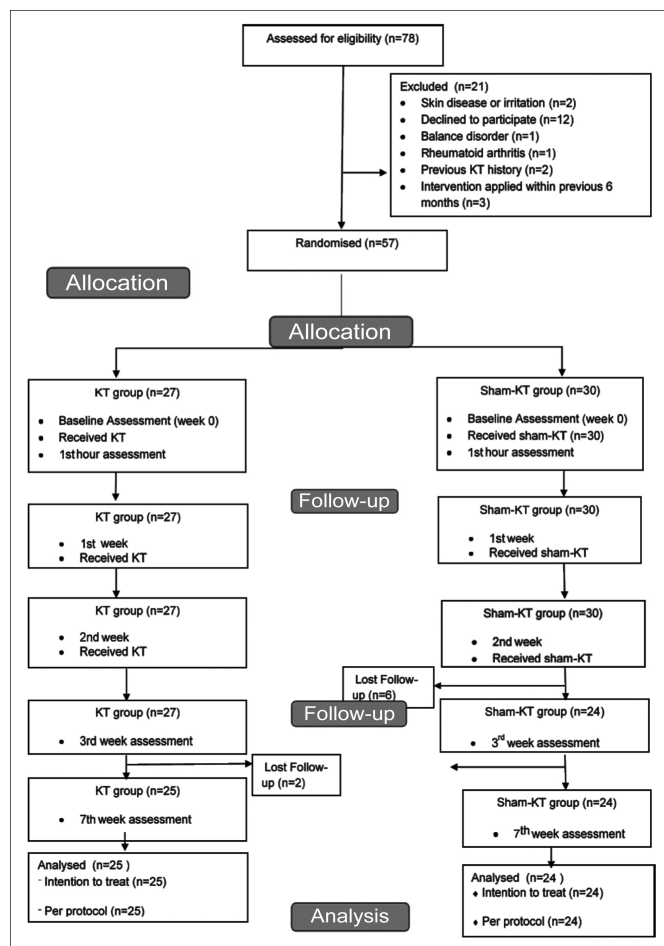 Assessed for eligibility (n=78)
Excluded (n=21)
• Skin disease or irritation (n=2)
• Declined to participate (n=12)
• Balance disorder (n=1)
• Rheumatoid arthritis (n=1)
• Previous KT history (n=2)
• Intervention applied within previous 6
months (n=3)
Randomised (n=57)
Allocation
Allocation
KT group (n=27)
• Baseline Assessment (week 0)
• Received KT
• 1st hour assessment
Sham-KT group (n=30)
• Baseline Assessment (week 0)
• Received sham-KT (n=30)
• 1st hour assessment
Follow-up
KT group (n=27)
• 1st week
• Received KT
Sham-KT group (n=30)
• 1st week
• Received sham-KT
KT group (n=27)
• 2nd week
• Received KT
Sham-KT group (n=30)
• 2nd week
• Received sham-KT
Lost Follow-
up (n=6)
Follow-up
KT group (n=27)
• 3rd week assessment
Sham-KT group (n=24)
• 3rd week assessment
Lost Follow-
up (n=2)
KT group (n=25)
• 7th week assessment
Sham-KT group (n=24)
• 7th week assessment
Analysed (n=25 )
- Intention to treat (n=25)
- Per protocol (n=25)
Analysed (n=24 )
♦ Intention to treat (n=24)
♦ Per protocol (n=24)
Analysis